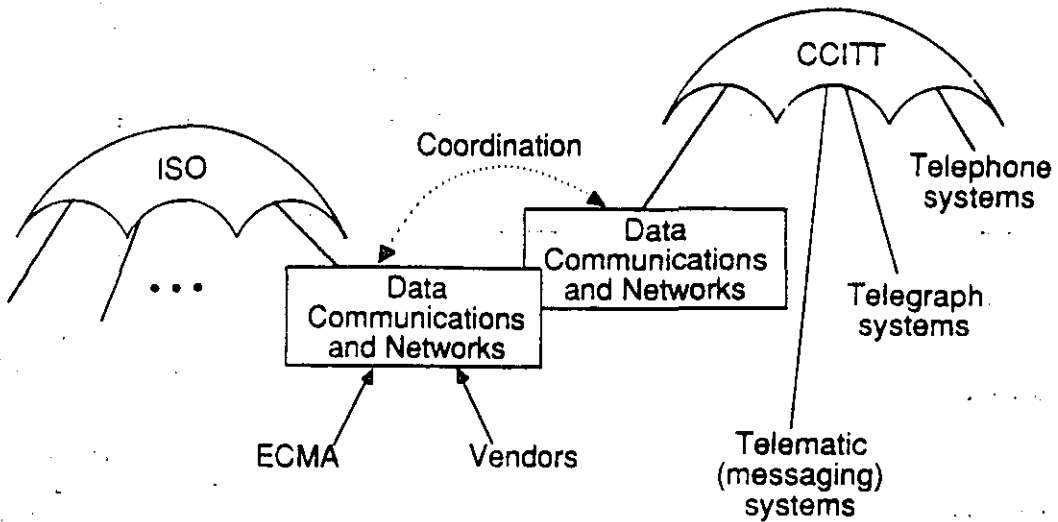 CCITT
ISO
Coordination
Telephone
systems
Data
Communications
and Networks
Data
Communications
and Networks
Telegraph
systems
ECMA
Vendors
Telematic
(messaging)
systems